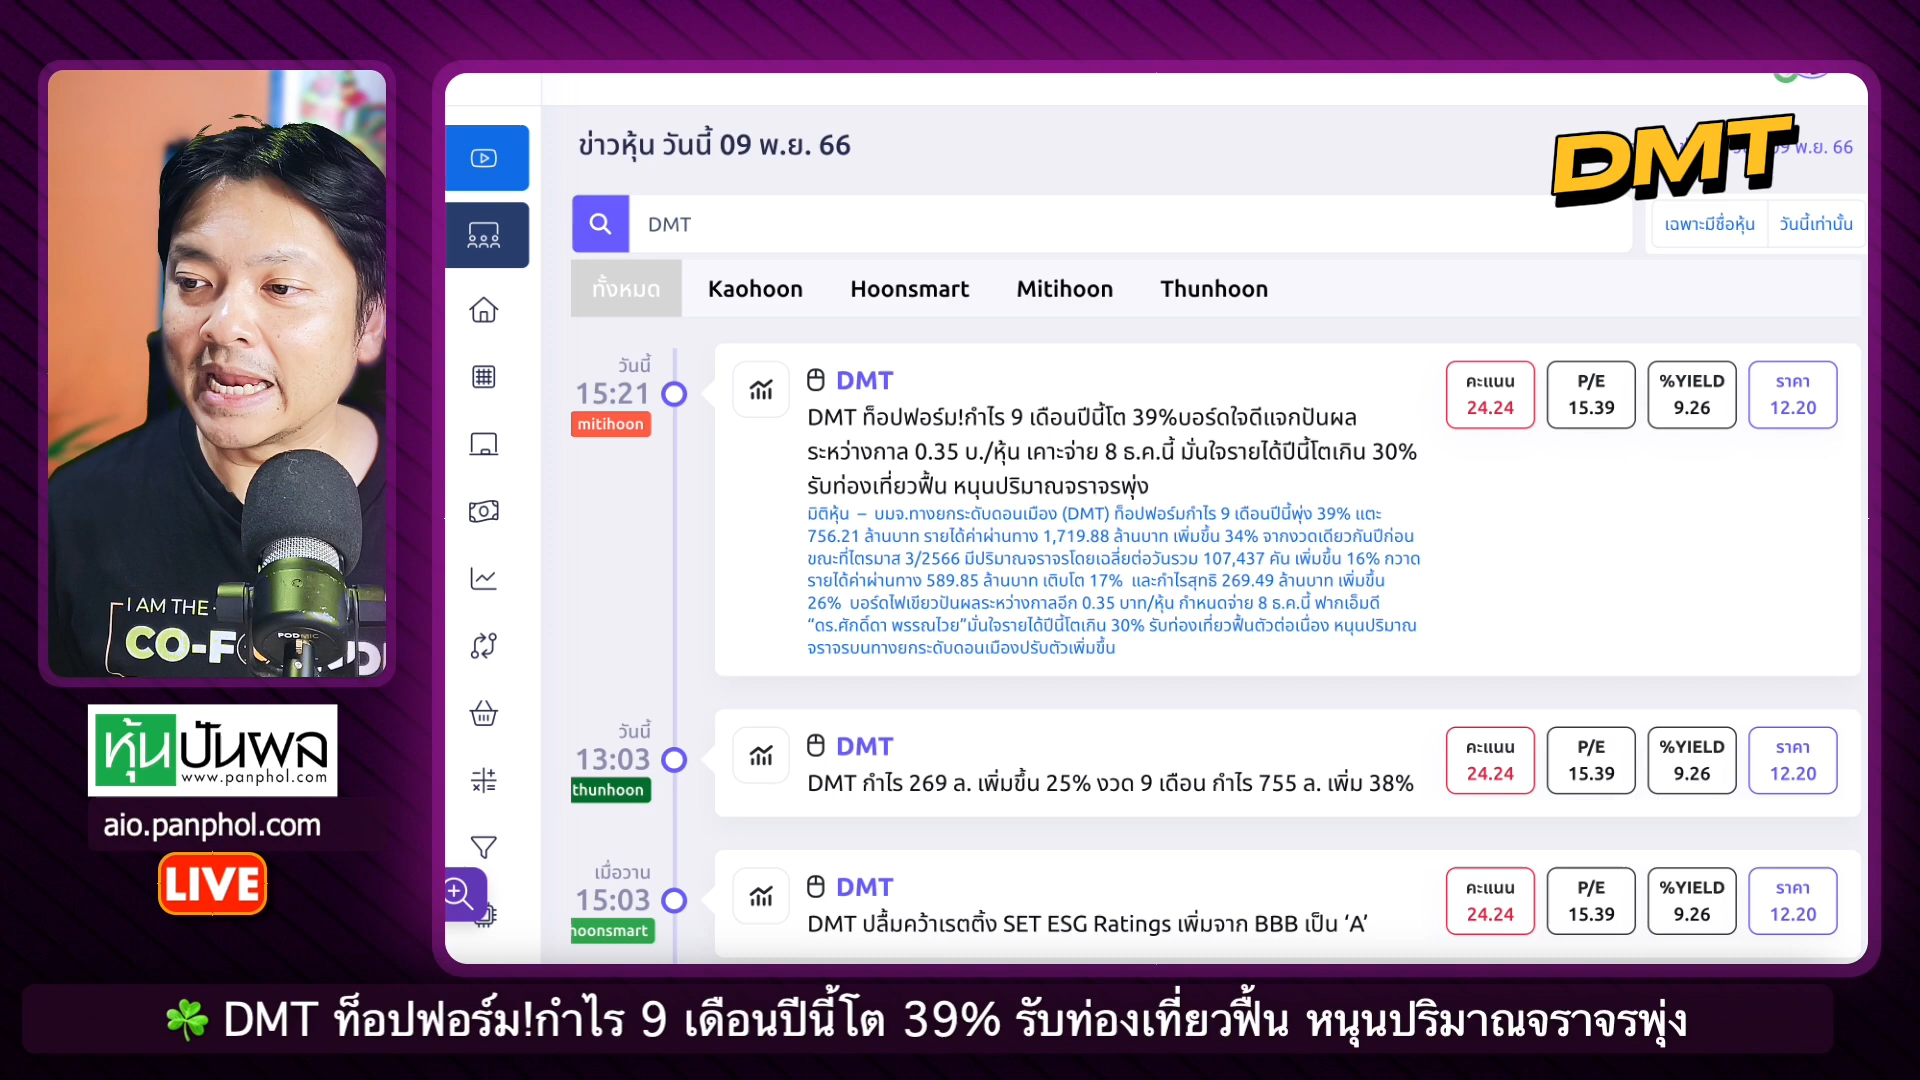 I AM THE
CO-F
PODMIC
หุ้นปันผล
www.panphol.com
aio.panphol.com
LIVE
ข่าวหุ้น วันนี้ 09 พ.ย. 66
DMT
09 พ.ย. 66
DMT
เฉพาะมีชื่อหุ้น
วันนี้เท่านั้น
ทั้งหมด
Kaohoon
Hoonsmart
Mitihoon
Thunhoon
วันนี้
15:21
mitihoon
DMT
DMT ท็อปฟอร์ม!กำไร 9 เดือนปีนี้โต 39%บอร์ดใจดีแจกปันผล
ระหว่างกาล 0.35 บ./หุ้น เคาะจ่าย 8 ธ.ค.นี้ มั่นใจรายได้ปีนี้โตเกิน 30%
รับท่องเที่ยวฟื้น หนุนปริมาณจราจรพุ่ง
มิติหุ้น – บมจ.ทางยกระดับดอนเมือง (DMT) ท็อปฟอร์มกำไร 9 เดือนปีนี้พุ่ง 39% แตะ
756.21 ล้านบาท รายได้ค่าผ่านทาง 1,719.88 ล้านบาท เพิ่มขึ้น 34% จากงวดเดียวกันปีก่อน
ขณะที่ไตรมาส 3/2566 มีปริมาณจราจรโดยเฉลี่ยต่อวันรวม 107,437 คัน เพิ่มขึ้น 16% กวาด
รายได้ค่าผ่านทาง 589.85 ล้านบาท เติบโต 17% และกำไรสุทธิ 269.49 ล้านบาท เพิ่มขึ้น
26% บอร์ดไฟเขียวปันผลระหว่างกาลอีก 0.35 บาท/หุ้น กำหนดจ่าย 8 ธ.ค.นี้ ฟากเอ็มดี
“ดร.ศักดิ์ดา พรรณไวย”มั่นใจรายได้ปีนี้โตเกิน 30% รับท่องเที่ยวฟื้นตัวต่อเนื่อง หนุนปริมาณ
จราจรบนทางยกระดับดอนเมืองปรับตัวเพิ่มขึ้น
คะแนน
24.24
P/E
15.39
%YIELD
9.26
ราคา
12.20
วันนี้
13:03
thunhoon
DMT
DMT กำไร 269 ล. เพิ่มขึ้น 25% งวด 9 เดือน กำไร 755 ล. เพิ่ม 38%
คะแนน
24.24
P/E
15.39
%YIELD
9.26
ราคา
12.20
เมื่อวาน
15:03
hoonsmart
DMT
DMT ปลื้มคว้าเรตติ้ง SET ESG Ratings เพิ่มจาก BBB เป็น ‘A’
คะแนน
24.24
P/E
15.39
%YIELD
9.26
ราคา
12.20
☘️ DMT ท็อปฟอร์ม!กำไร 9 เดือนปีนี้โต 39% รับท่องเที่ยวฟื้น หนุนปริมาณจราจรพุ่ง